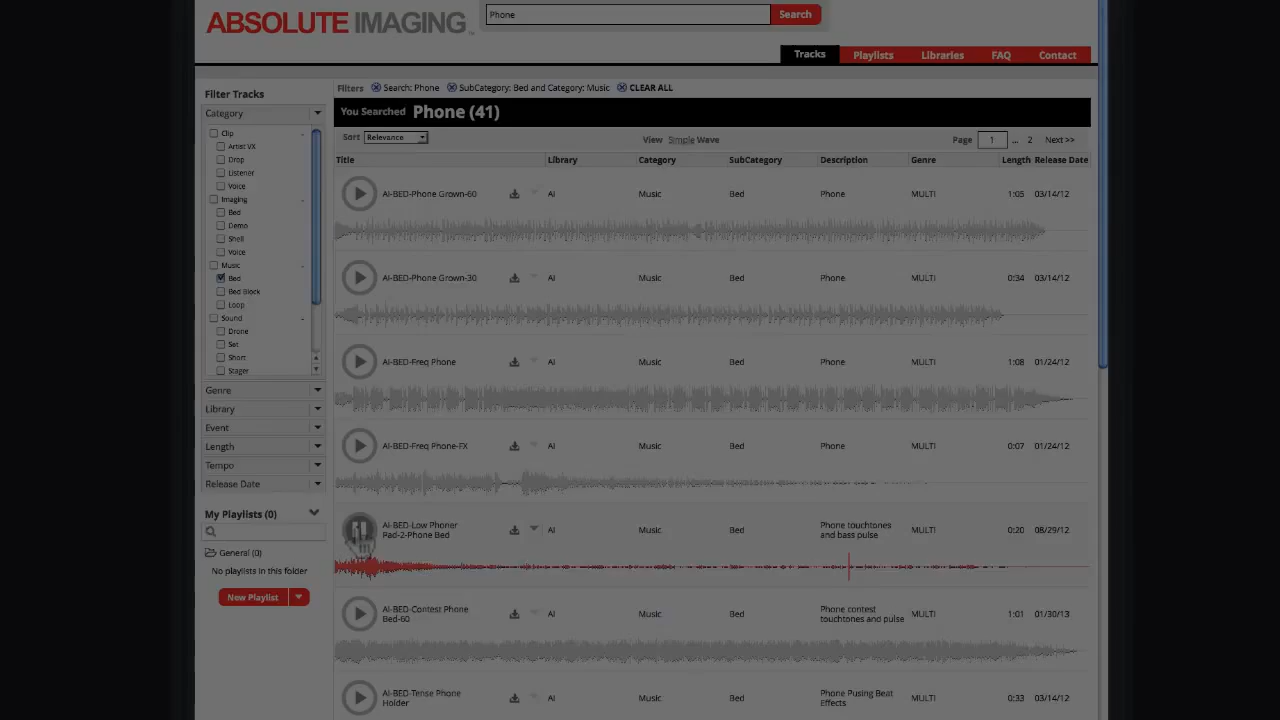 ABSOLUTE IMAGING
Phone
Search
Tracks Playlists Libraries FAQ Contact
Filter Tracks
Filters Search: Phone SubCategory: Bed and Category: Music CLEAR ALL
Category
You Searched Phone (41)
Sort Relevance View Simple Wave Page 1 ... 2 Next >>
Title Library Category SubCategory Description Genre Length Release Date
Clip
Artist VX
Drop
Listener
Voice
Imaging
Bed
Demo
Shell
Voice
Music
Bed
Bed Block
Loop
Sound
Drone
Set
Short
Stager
Genre
Library
Event
Length
Tempo
Release Date
My Playlists (0)
General (0)
No playlists in this folder
New Playlist
AI-BED-Phone Grown-60 AI Music Bed Phone MULTI 1:05 03/14/12
AI-BED-Phone Grown-30 AI Music Bed Phone MULTI 0:34 03/14/12
AI-BED-Freq Phone AI Music Bed Phone MULTI 1:08 01/24/12
AI-BED-Freq Phone-FX AI Music Bed Phone MULTI 0:07 01/24/12
AI-BED-Low Phoner
Pad-2-Phone Bed AI Music Bed Phone touchtones
and bass pulse MULTI 0:20 08/29/12
AI-BED-Contest Phone
Bed-60 AI Music Bed Phone contest
touchtones and pulse MULTI 1:01 01/30/13
AI-BED-Tense Phone
Holder AI Music Bed Phone Pusing Beat
Effects MULTI 0:33 03/14/12